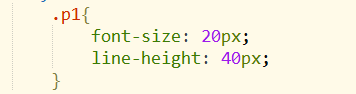 .p1{
font-size: 20px;
line-height: 40px;
}